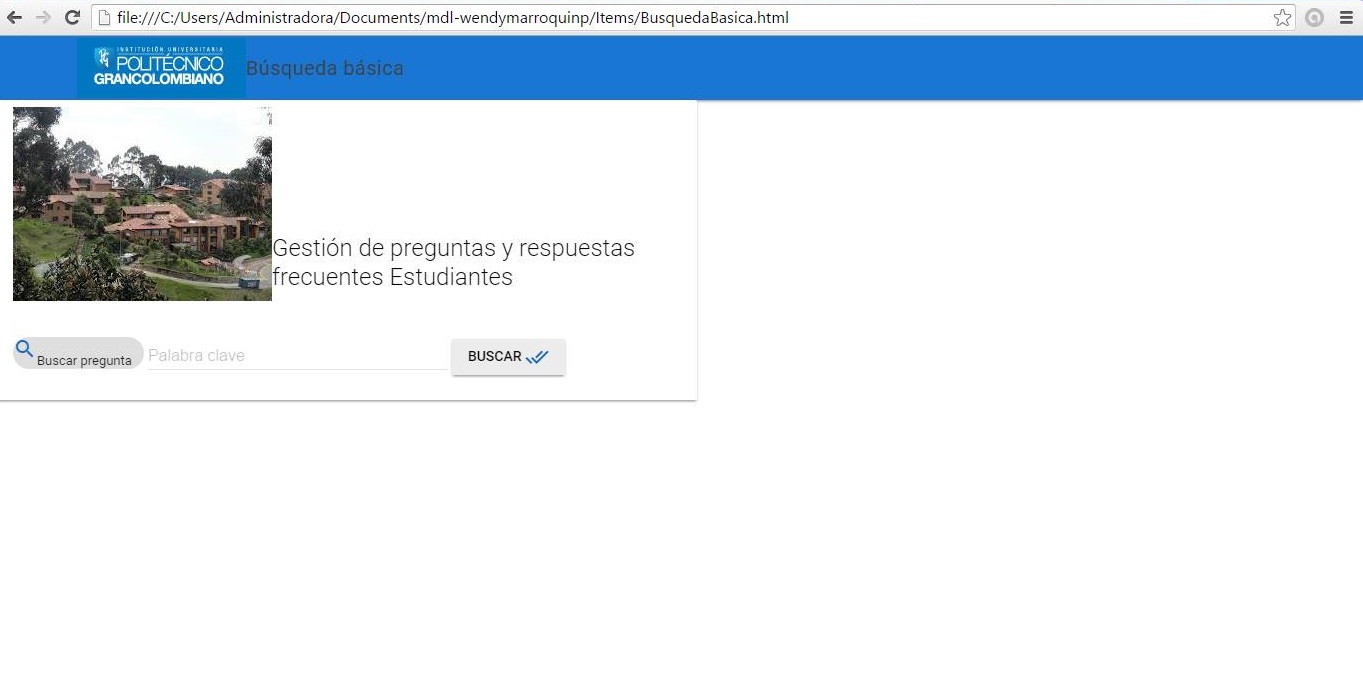 file:///C:/Users/Administradora/Documents/mdl-wendymarroquinp/Items/BusquedaBasica.html
INSTITUCIÓN UNIVERSITARIA
POLITÉCNICO
GRANCOLOMBIANO
Búsqueda básica
Gestión de preguntas y respuestas
frecuentes Estudiantes
Buscar pregunta
Palabra clave
BUSCAR